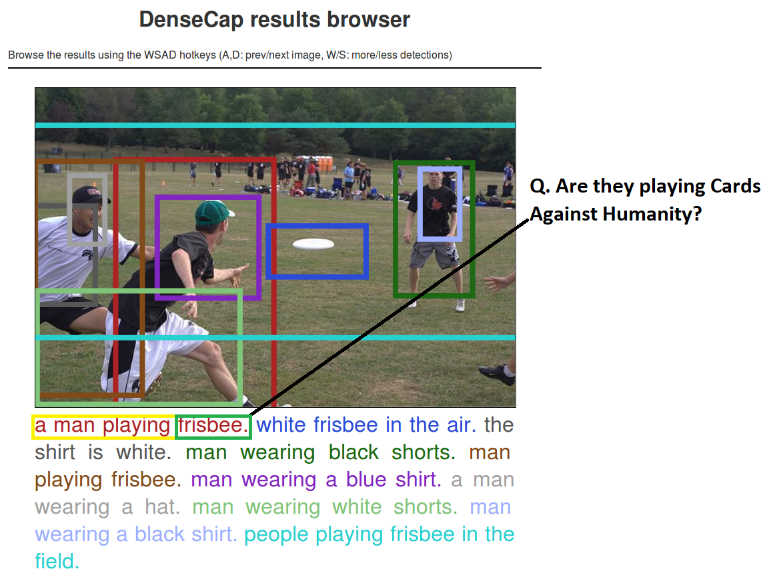 DenseCap results browser
Browse the results using the WSAD hotkeys (A,D: prev/next image, W/S: more/less detections)
Q. Are they playing Cards
Against Humanity?
a man playing frisbee. white frisbee in the air. the
shirt is white. man wearing black shorts. man
playing frisbee. man wearing a blue shirt. a man
wearing a hat. man wearing white shorts. man
wearing a black shirt. people playing frisbee in the
field.